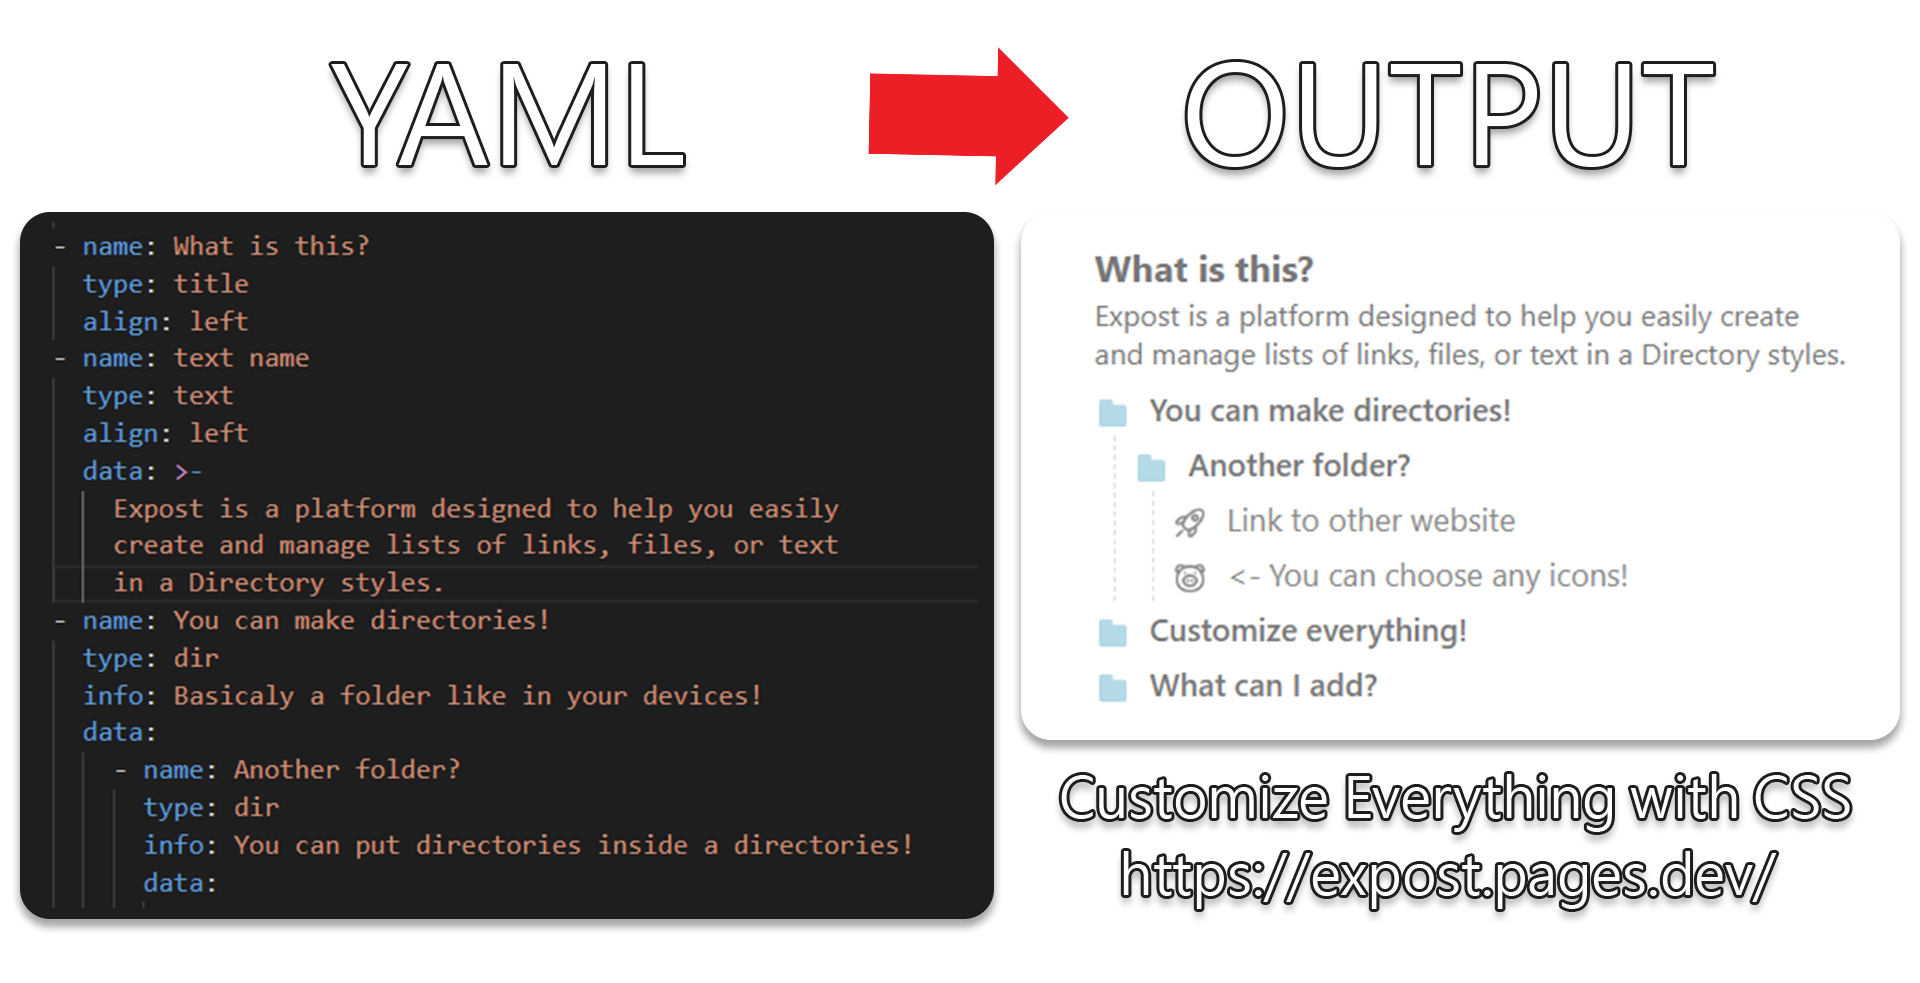 YAML
OUTPUT
- name: What is this?
type: title
align: left
- name: text name
type: text
align: left
data: >-
Expost is a platform designed to help you easily
create and manage lists of links, files, or text
in a Directory styles.
- name: You can make directories!
type: dir
info: Basicaly a folder like in your devices!
data:
- name: Another folder?
type: dir
info: You can put directories inside a directories!
data:
What is this?
Expost is a platform designed to help you easily create
and manage lists of links, files, or text in a Directory styles.
You can make directories!
Another folder?
Link to other website
<- You can choose any icons!
Customize everything!
What can I add?
Customize Everything with CSS
https://expost.pages.dev/